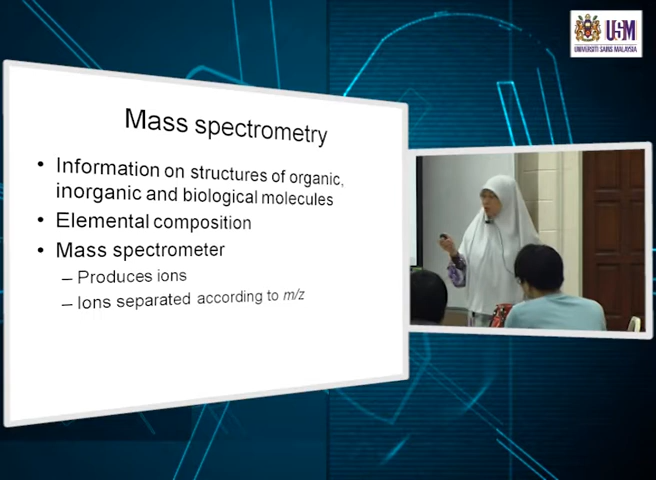 USM
UNIVERSITI SAINS MALAYSIA
Mass spectrometry
• Information on structures of organic,
inorganic and biological molecules
• Elemental composition
• Mass spectrometer
– Produces ions
– Ions separated according to m/z